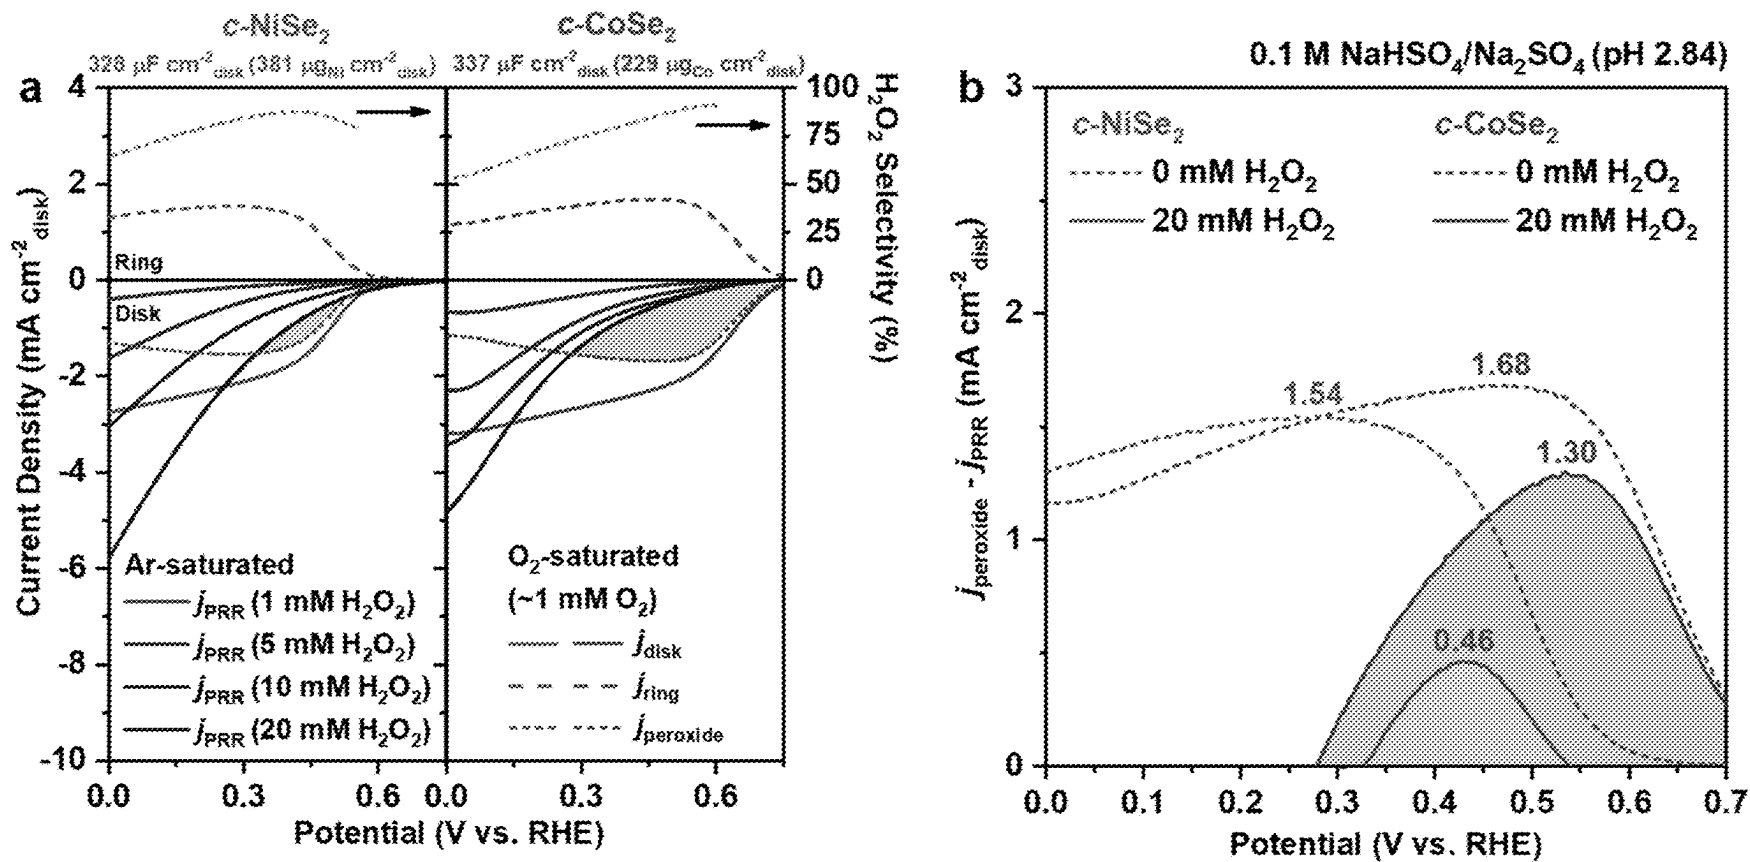 c-NiSe2
c-CoSe2
328 μF cm-2disk (381 μgNi cm-2disk)
337 μF cm-2disk (229 μgCo cm-2disk)
a
4
2
0
-2
-4
-6
-8
-10
Current Density (mA cm-2disk)
100
75
50
25
0
H2O2 Selectivity (%)
Ring
Disk
Ar-saturated
jPRR (1 mM H2O2)
jPRR (5 mM H2O2)
jPRR (10 mM H2O2)
jPRR (20 mM H2O2)
O2-saturated
(~1 mM O2)
jdisk
jring
jperoxide
0.0 0.3 0.6 0.0 0.3 0.6
Potential (V vs. RHE)
0.1 M NaHSO4/Na2SO4 (pH 2.84)
b
3
2
1
0
jperoxide - jPRR (mA cm-2disk)
c-NiSe2
0 mM H2O2
20 mM H2O2
c-CoSe2
0 mM H2O2
20 mM H2O2
1.54
1.68
1.30
0.46
0.0 0.1 0.2 0.3 0.4 0.5 0.6 0.7
Potential (V vs. RHE)